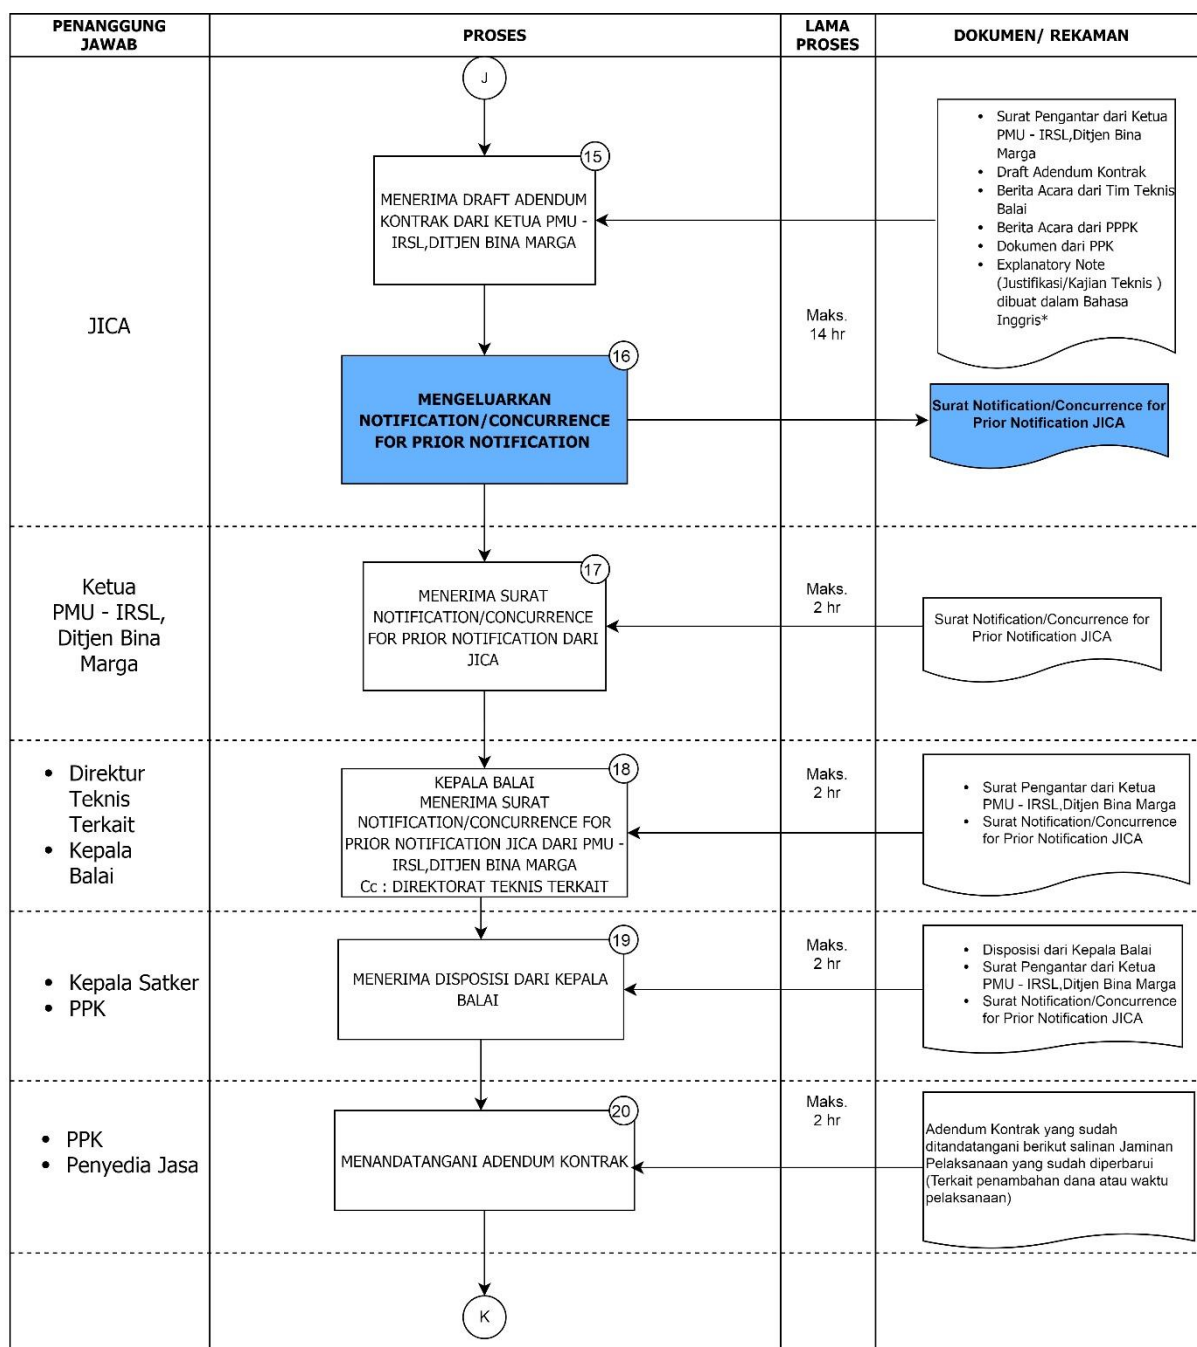 PENANGGUNG
JAWAB
PROSES
LAMA
PROSES
DOKUMEN/ REKAMAN
J
JICA
15
MENERIMA DRAFT ADENDUM
KONTRAK DARI KETUA PMU -
IRSL,DITJEN BINA MARGA
Maks.
14 hr
• Surat Pengantar dari Ketua
PMU - IRSL,Ditjen Bina
Marga
• Draft Adendum Kontrak
• Berita Acara dari Tim Teknis
Balai
• Berita Acara dari PPPK
• Dokumen dari PPK
• Explanatory Note
(Justifikasi/Kajian Teknis )
dibuat dalam Bahasa
Inggris*
16
MENGELUARKAN
NOTIFICATION/CONCURRENCE
FOR PRIOR NOTIFICATION
Surat Notification/Concurrence for
Prior Notification JICA
Ketua
PMU - IRSL,
Ditjen Bina
Marga
17
MENERIMA SURAT
NOTIFICATION/CONCURRENCE
FOR PRIOR NOTIFICATION DARI
JICA
Maks.
2 hr
Surat Notification/Concurrence for
Prior Notification JICA
• Direktur
Teknis
Terkait
• Kepala
Balai
18
KEPALA BALAI
MENERIMA SURAT
NOTIFICATION/CONCURRENCE FOR
PRIOR NOTIFICATION JICA DARI PMU -
IRSL,DITJEN BINA MARGA
Cc : DIREKTORAT TEKNIS TERKAIT
Maks.
2 hr
• Surat Pengantar dari Ketua
PMU - IRSL,Ditjen Bina Marga
• Surat Notification/Concurrence
for Prior Notification JICA
• Kepala Satker
• PPK
19
MENERIMA DISPOSISI DARI KEPALA
BALAI
Maks.
2 hr
• Disposisi dari Kepala Balai
• Surat Pengantar dari Ketua
PMU - IRSL,Ditjen Bina Marga
• Surat Notification/Concurrence
for Prior Notification JICA
• PPK
• Penyedia Jasa
20
MENANDATANGANI ADENDUM KONTRAK
Maks.
2 hr
Adendum Kontrak yang sudah
ditandatangani berikut salinan Jaminan
Pelaksanaan yang sudah diperbarui
(Terkait penambahan dana atau waktu
pelaksanaan)
K